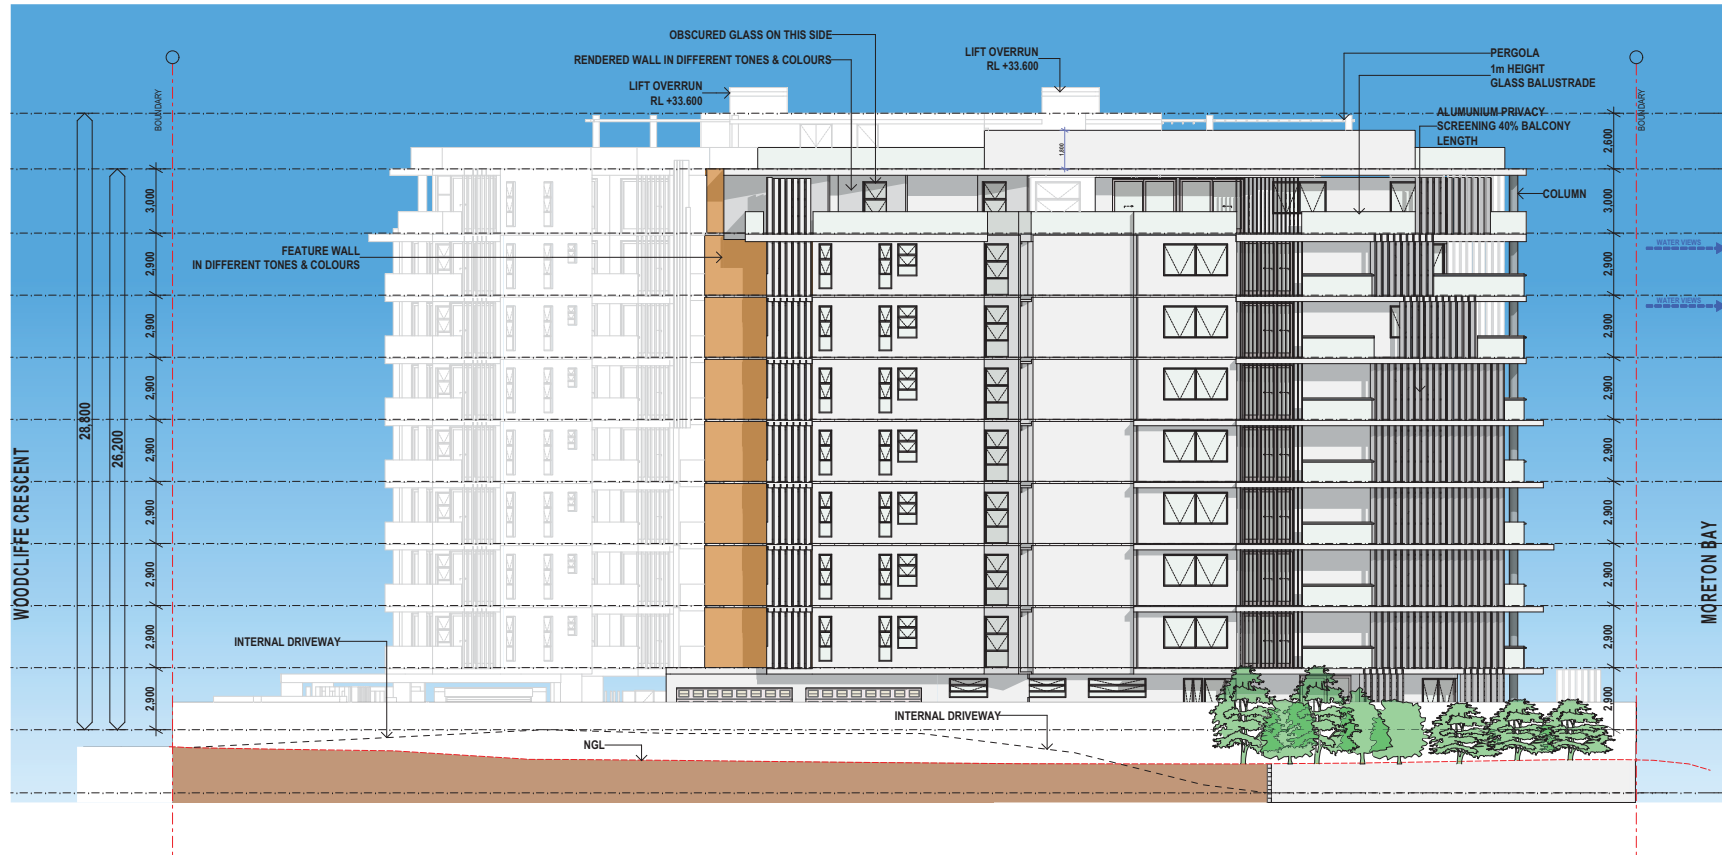 OBSCURED GLASS ON THIS SIDE
RENDERED WALL IN DIFFERENT TONES & COLOURS
LIFT OVERRUN
RL +33.600
LIFT OVERRUN
RL +33.600
PERGOLA
1m HEIGHT
GLASS BALUSTRADE
ALUMUNIUM PRIVACY
SCREENING 40% BALCONY
LENGTH
COLUMN
BOUNDARY
BOUNDARY
WATER VIEWS
WATER VIEWS
FEATURE WALL
IN DIFFERENT TONES & COLOURS
INTERNAL DRIVEWAY
INTERNAL DRIVEWAY
NGL
WOODCLIFFE CRESCENT
MORETON BAY
28,800
26,200
3,000
2,900
2,900
2,900
2,900
2,900
2,900
2,900
2,900
2,600
3,000
2,900
2,900
2,900
2,900
2,900
2,900
2,900
2,900